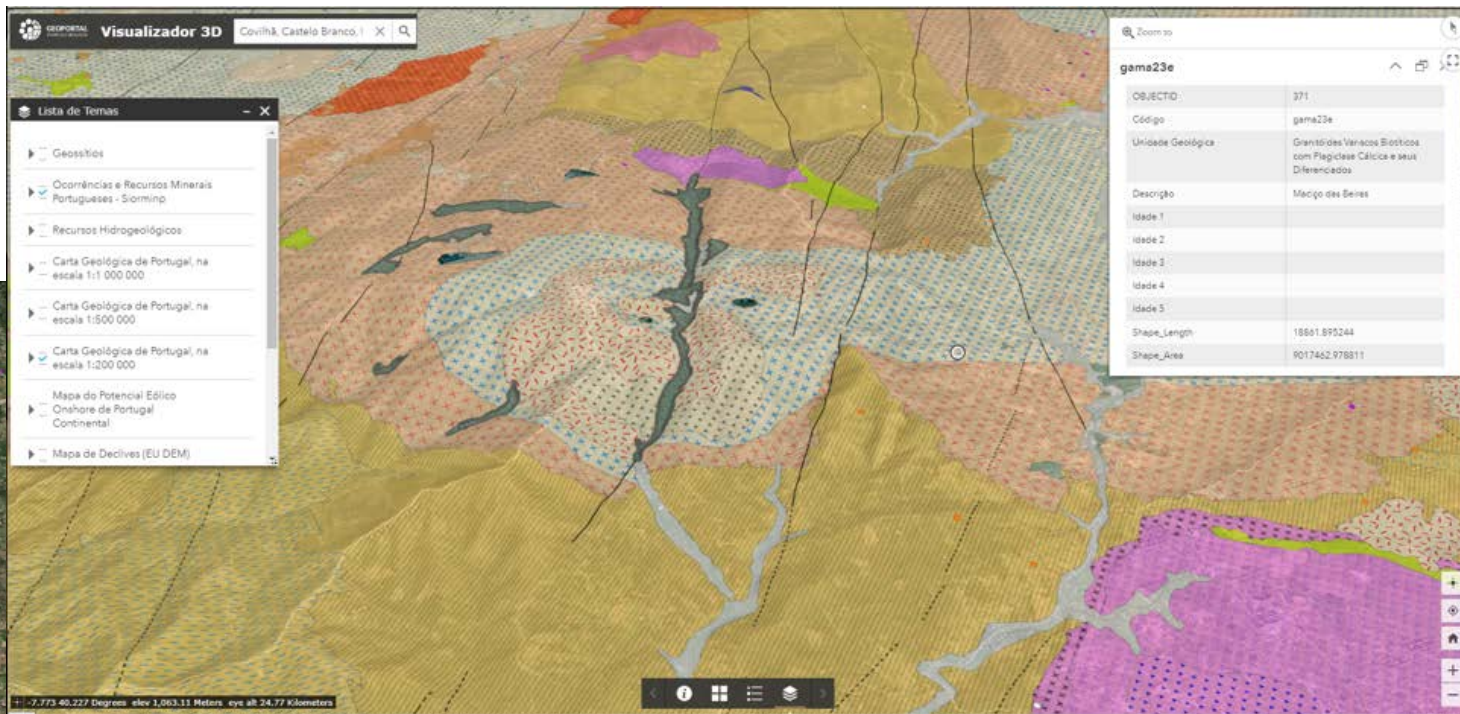 GEOPORTAL
Visualizador 3D
Covilhã, Castelo Branco,
Lista de Temas
Geossítios
Ocorrências e Recursos Minerais
Portugueses - Siorminp
Recursos Hidrogeológicos
Carta Geológica de Portugal, na
escala 1:1 000 000
Carta Geológica de Portugal, na
escala 1:500 000
Carta Geológica de Portugal, na
escala 1:200 000
Mapa do Potencial Eólico
Onshore de Portugal
Continental
Mapa de Declives (EU DEM)
Zoom to
gama23e
OBJECTID 371
Código gama23e
Unidade Geológica Granitóides Variscos Biotíticos
com Plagiclase Cálcica e seus
Diferenciados
Descrição Maciço das Beiras
Idade 1
Idade 2
Idade 3
Idade 4
Idade 5
Shape_Length 18861.895244
Shape_Area 9017462.978811
-7.773 40.227 Degrees elev 1,063.11 Meters eye alt 24.77 Kilometers